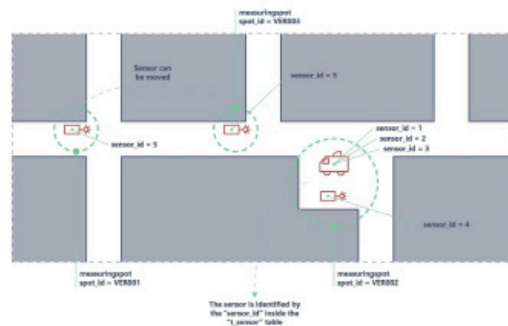 measuringspot
spot_id = VER003
Sensor can
be moved
sensor_id = 5
sensor_id = 1
sensor_id = 2
sensor_id = 3
sensor_id = 5
sensor_id = 4
measuringspot
spot_id = VER001
measuringspot
spot_id = VER002
The sensor is identified by
the "sensor_id" inside the
"t_sensor" table